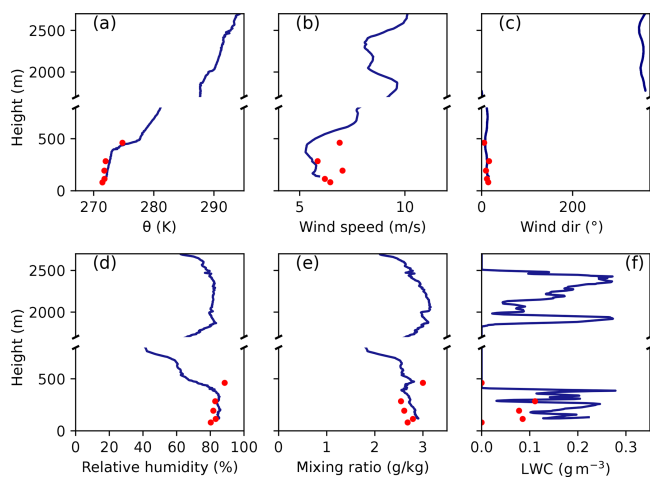 (a) (b) (c)
2500
2000
Height (m)
500
0
270 280 290 5 10 0 200
θ (K) Wind speed (m/s) Wind dir (°)
(d) (e) (f)
2500
2000
Height (m)
500
0
0 20 40 60 80 100 0 1 2 3 0.0 0.1 0.2 0.3
Relative humidity (%) Mixing ratio (g/kg) LWC (g m⁻³)